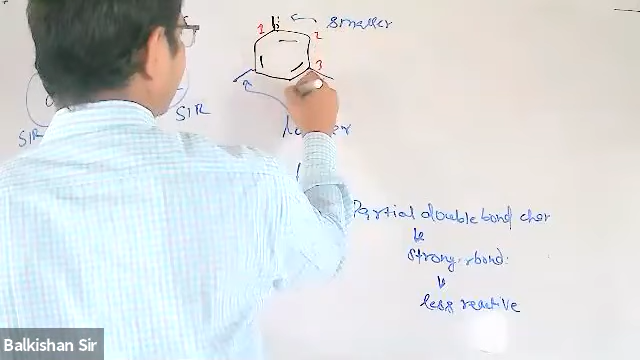 smaller
1
2
3
SIR
SIR
Partial double bond char
strong. bond.
less reactive
Balkishan Sir